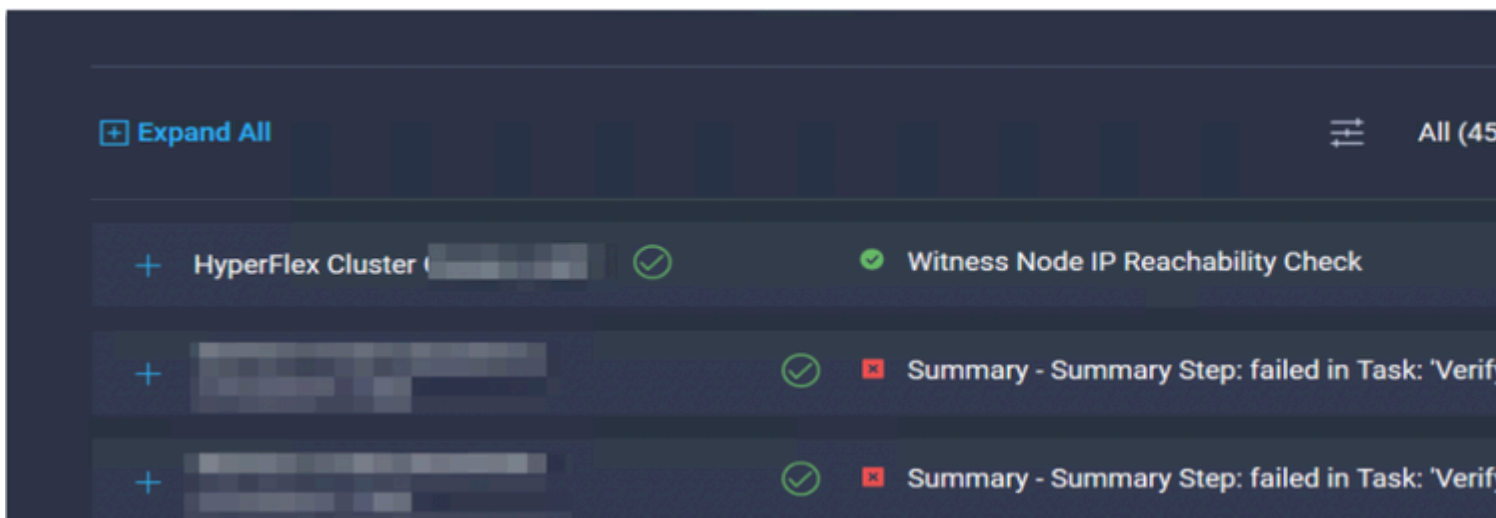 Expand All
All (45
HyperFlex Cluster
Witness Node IP Reachability Check
Summary - Summary Step: failed in Task: 'Verify
Summary - Summary Step: failed in Task: 'Verify